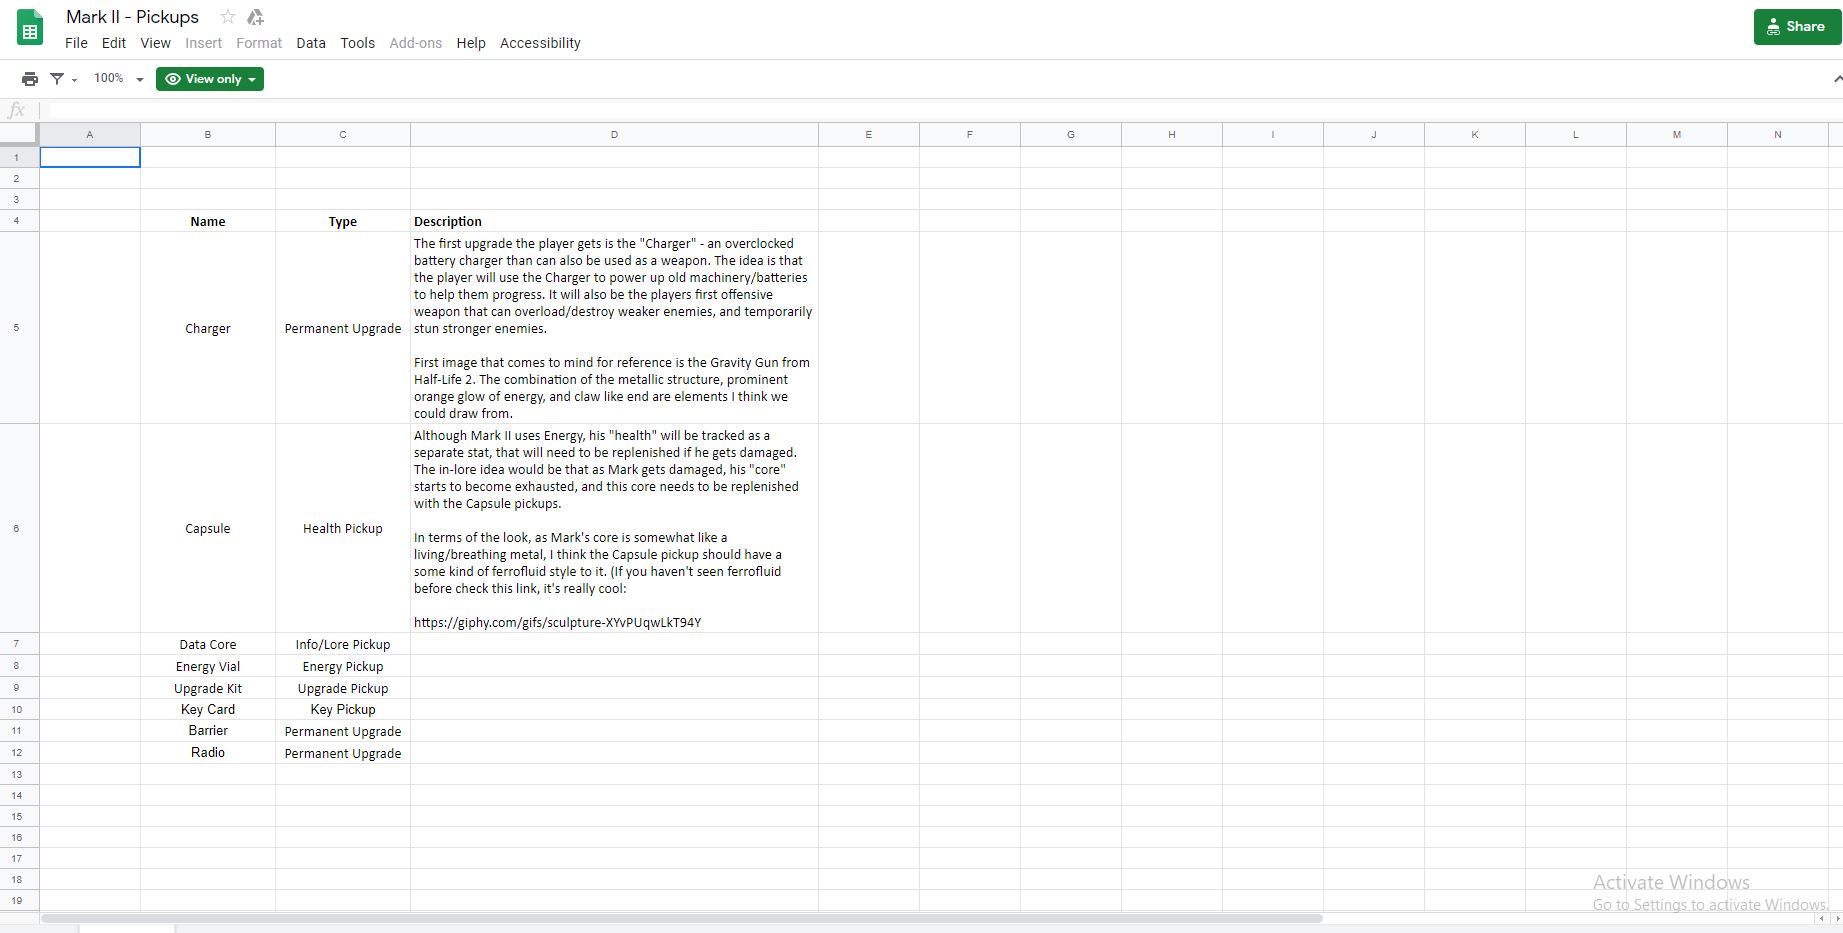 Mark II - Pickups
File Edit View Insert Format Data Tools Add-ons Help Accessibility
Share
100% View only
fx
A B C D E F G H I J K L M N
1
2
3
4 Name Type Description
The first upgrade the player gets is the "Charger" - an overclocked
battery charger than can also be used as a weapon. The idea is that
the player will use the Charger to power up old machinery/batteries
to help them progress. It will also be the players first offensive
weapon that can overload/destroy weaker enemies, and temporarily
5 Charger Permanent Upgrade stun stronger enemies.
First image that comes to mind for reference is the Gravity Gun from
Half-Life 2. The combination of the metallic structure, prominent
orange glow of energy, and claw like end are elements I think we
could draw from.
Although Mark II uses Energy, his "health" will be tracked as a
separate stat, that will need to be replenished if he gets damaged.
The in-lore idea would be that as Mark gets damaged, his "core"
starts to become exhausted, and this core needs to be replenished
with the Capsule pickups.
6 Capsule Health Pickup
In terms of the look, as Mark's core is somewhat like a
living/breathing metal, I think the Capsule pickup should have a
some kind of ferrofluid style to it. (If you haven't seen ferrofluid
before check this link, it's really cool:
https://giphy.com/gifs/sculpture-XYvPUqwLkT94Y
7 Data Core Info/Lore Pickup
8 Energy Vial Energy Pickup
9 Upgrade Kit Upgrade Pickup
10 Key Card Key Pickup
11 Barrier Permanent Upgrade
12 Radio Permanent Upgrade
13
14
15
16
17
18
19
Activate Windows
Go to Settings to activate Windows.